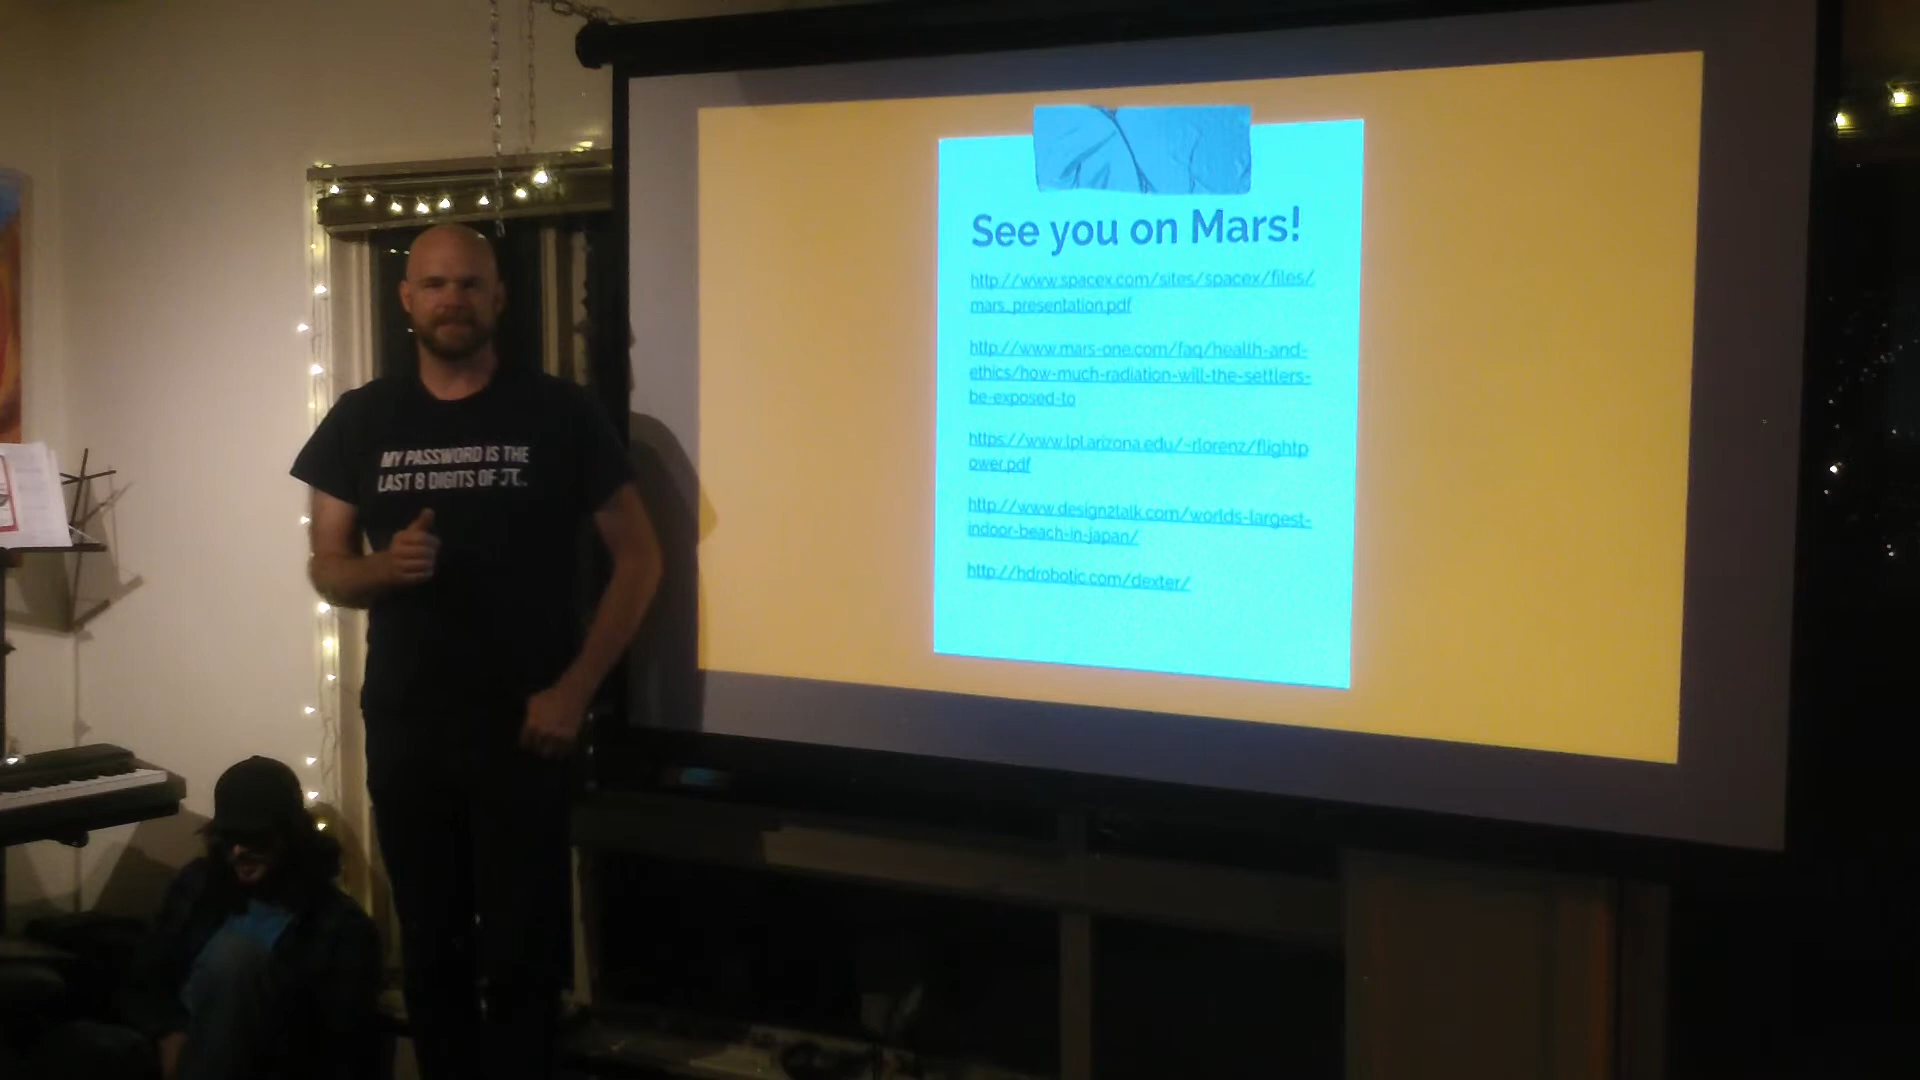 MY PASSWORD IS THE
LAST 8 DIGITS OF π.
See you on Mars!
http://www.spacex.com/sites/spacex/files/
mars_presentation.pdf
http://www.mars-one.com/faq/health-and-
ethics/how-much-radiation-will-the-settlers-
be-exposed-to
https://www.lpl.arizona.edu/~rlorenz/flightp
ower.pdf
http://www.design2talk.com/worlds-largest-
indoor-beach-in-japan/
http://hdrobotic.com/dexter/